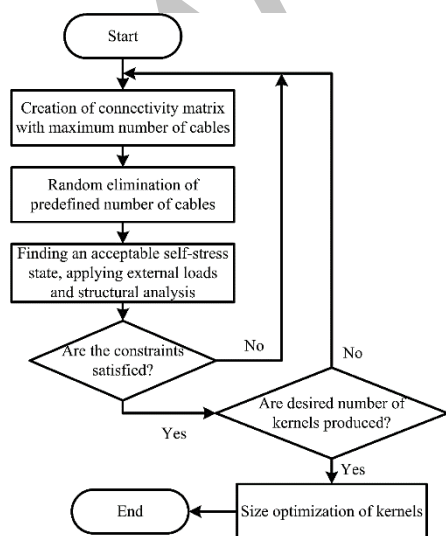 Start
Creation of connectivity matrix
with maximum number of cables
Random elimination of
predefined number of cables
Finding an acceptable self-stress
state, applying external loads
and structural analysis
Are the constraints
satisfied?
No
Yes
No
Are desired number of
kernels produced?
Yes
Size optimization of kernels
End